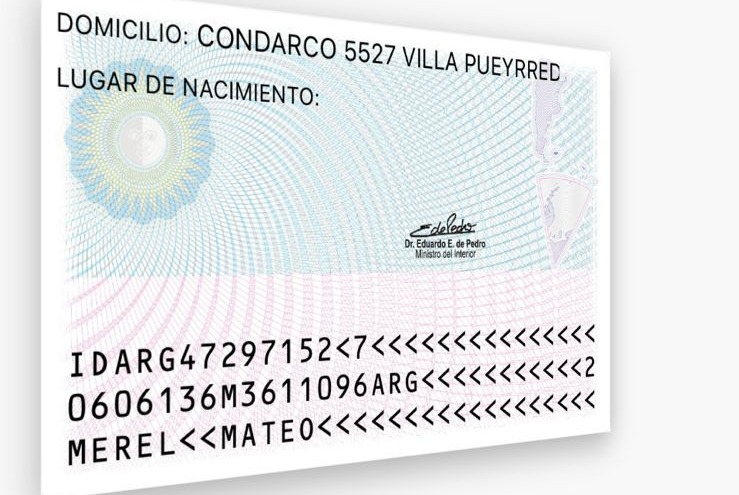 DOMICILIO: CONDARCO 5527 VILLA PUEYRRED
LUGAR DE NACIMIENTO:
Dr. Eduardo E. de Pedro
Ministro del Interior
IDARG47297152<7<<<<<<<<<<<<<<<
0606136M3611096ARG<<<<<<<<<<<2
MEREL<<MATEO<<<<<<<<<<<<<<<<<<